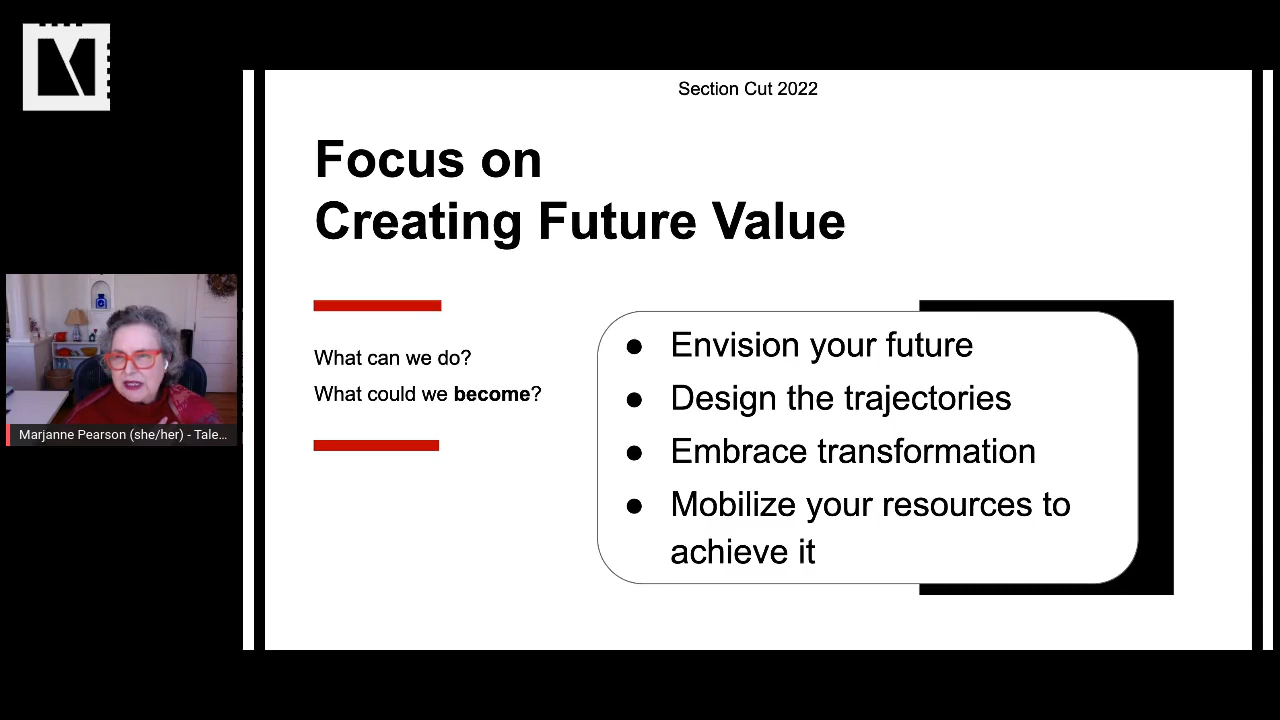 Section Cut 2022
Focus on
Creating Future Value
What can we do?
What could we become?
● Envision your future
● Design the trajectories
● Embrace transformation
● Mobilize your resources to
achieve it
Marjanne Pearson (she/her) - Tale...